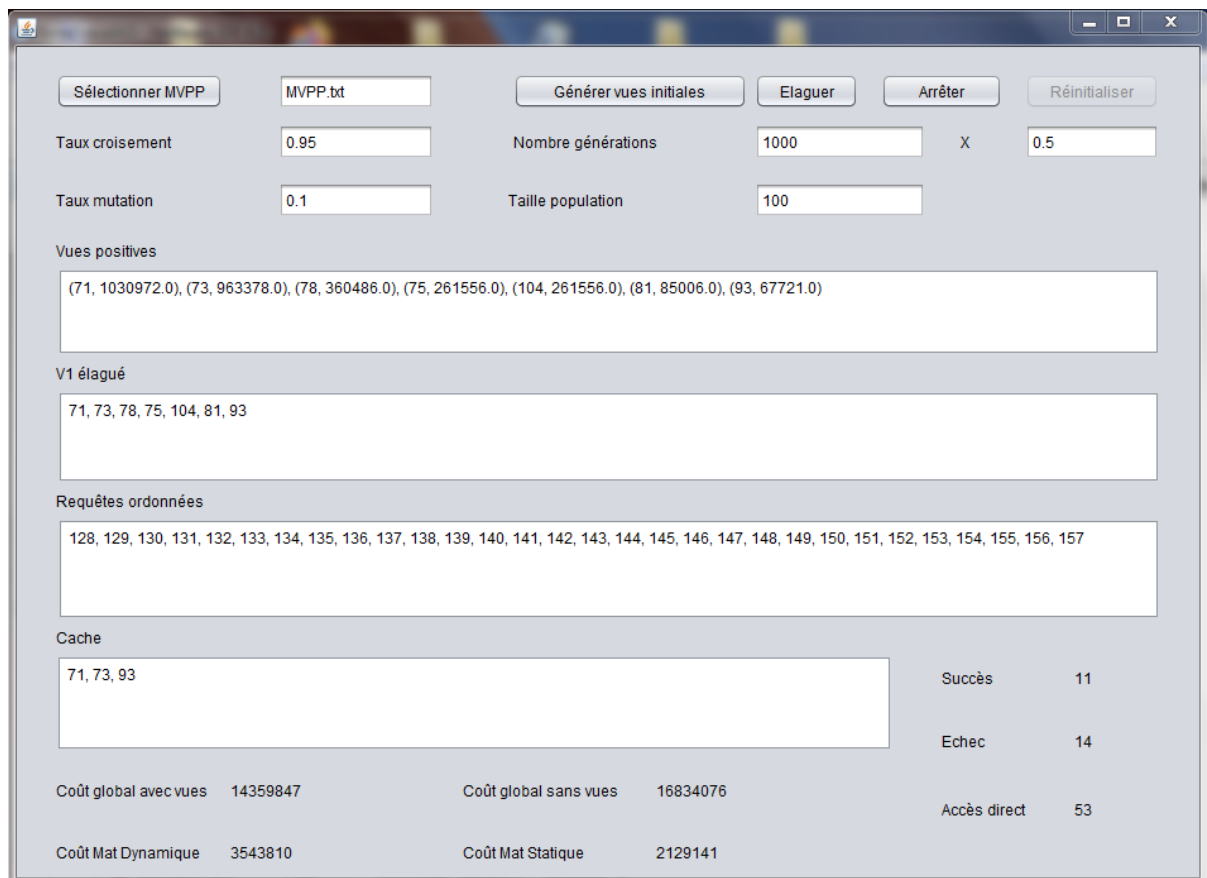 Sélectionner MVPP MVPP.txt Générer vues initiales Elaguer Arrêter Réinitialiser
Taux croisement 0.95 Nombre générations 1000 X 0.5
Taux mutation 0.1 Taille population 100
Vues positives
(71, 1030972.0), (73, 963378.0), (78, 360486.0), (75, 261556.0), (104, 261556.0), (81, 85006.0), (93, 67721.0)
V1 élagué
71, 73, 78, 75, 104, 81, 93
Requêtes ordonnées
128, 129, 130, 131, 132, 133, 134, 135, 136, 137, 138, 139, 140, 141, 142, 143, 144, 145, 146, 147, 148, 149, 150, 151, 152, 153, 154, 155, 156, 157
Cache
71, 73, 93
Succès 11
Echec 14
Coût global avec vues 14359847 Coût global sans vues 16834076
Accès direct 53
Coût Mat Dynamique 3543810 Coût Mat Statique 2129141